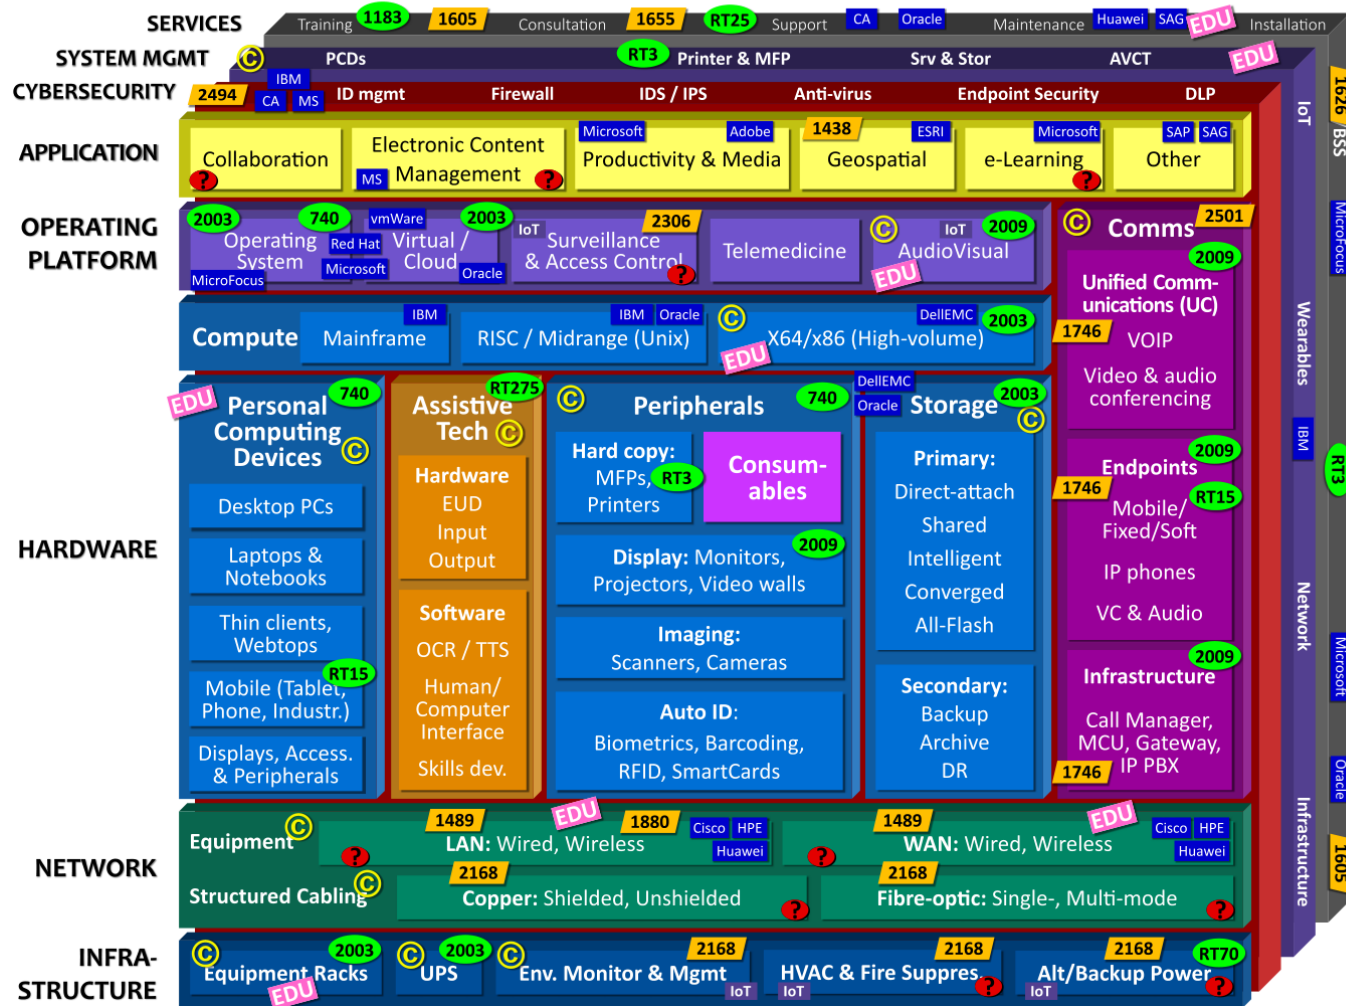 SERVICES
Training
1183
1605
Consultation
1655
RT25
Support
CA
Oracle
Maintenance
Huawei
SAG
EDU
Installation
SYSTEM MGMT
©
PCDs
RT3
Printer & MFP
Srv & Stor
AVCT
EDU
CYBERSECURITY
2494
IBM
CA
MS
ID mgmt
Firewall
IDS / IPS
Anti-virus
Endpoint Security
DLP
APPLICATION
Collaboration
?
Electronic Content
Management
MS
?
Microsoft
Adobe
Productivity & Media
1438
ESRI
Geospatial
Microsoft
e-Learning
?
SAP
SAG
Other
OPERATING
PLATFORM
2003
740
Operating
System
MicroFocus
Red Hat
Microsoft
vmWare
2003
Virtual /
Cloud
Oracle
IoT
2306
Surveillance
& Access Control
?
Telemedicine
©
IoT
2009
AudioVisual
EDU
Compute
IBM
Mainframe
IBM
Oracle
RISC / Midrange (Unix)
©
DellEMC
2003
X64/x86 (High-volume)
EDU
©
Comms
2501
2009
Unified Comm-
unications (UC)
1746
VOIP
Video & audio
conferencing
2009
Endpoints
1746
RT15
Mobile/
Fixed/Soft
IP phones
VC & Audio
2009
Infrastructure
Call Manager,
MCU, Gateway,
IP PBX
1746
HARDWARE
EDU
740
Personal
Computing
Devices
©
Desktop PCs
Laptops &
Notebooks
Thin clients,
Webtops
RT15
Mobile (Tablet,
Phone, Industr.)
Displays, Access.
& Peripherals
RT275
Assistive
Tech
©
Hardware
EUD
Input
Output
Software
OCR / TTS
Human/
Computer
Interface
Skills dev.
©
Peripherals
740
Hard copy:
MFPs,
Printers
RT3
Consum-
ables
2009
Display: Monitors,
Projectors, Video walls
Imaging:
Scanners, Cameras
Auto ID:
Biometrics, Barcoding,
RFID, SmartCards
DellEMC
Oracle
Storage
2003
©
Primary:
Direct-attach
Shared
Intelligent
Converged
All-Flash
Secondary:
Backup
Archive
DR
NETWORK
Equipment
©
1489
EDU
1880
Cisco
HPE
Huawei
LAN: Wired, Wireless
?
1489
EDU
Cisco
HPE
Huawei
WAN: Wired, Wireless
?
Structured Cabling
©
2168
Copper: Shielded, Unshielded
?
2168
Fibre-optic: Single-, Multi-mode
?
INFRA-
STRUCTURE
©
2003
Equipment Racks
EDU
©
2003
UPS
©
2168
Env. Monitor & Mgmt
IoT
2168
HVAC & Fire Suppres.
IoT
?
2168
RT70
Alt/Backup Power
IoT
?
IoT
Wearables
IBM
Network
Infrastructure
1626
BSS
MicroFocus
RT3
Microsoft
Oracle
1605